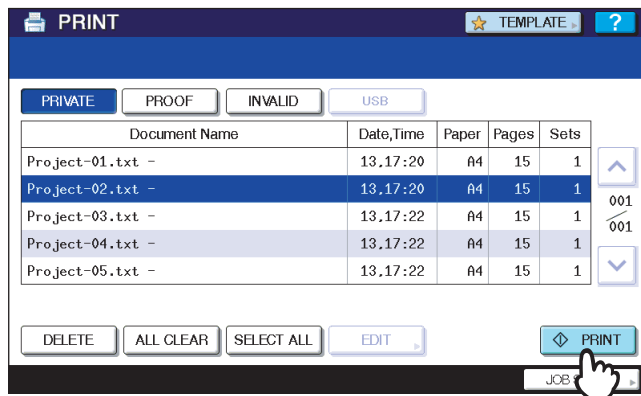 PRINT TEMPLATE ?
PRIVATE PROOF INVALID USB
Document Name Date,Time Paper Pages Sets
Project-01.txt - 13,17:20 A4 15 1
Project-02.txt - 13,17:20 A4 15 1
001
Project-03.txt - 13,17:22 A4 15 1
001
Project-04.txt - 13,17:22 A4 15 1
Project-05.txt - 13,17:22 A4 15 1
DELETE ALL CLEAR SELECT ALL EDIT PRINT
JOB